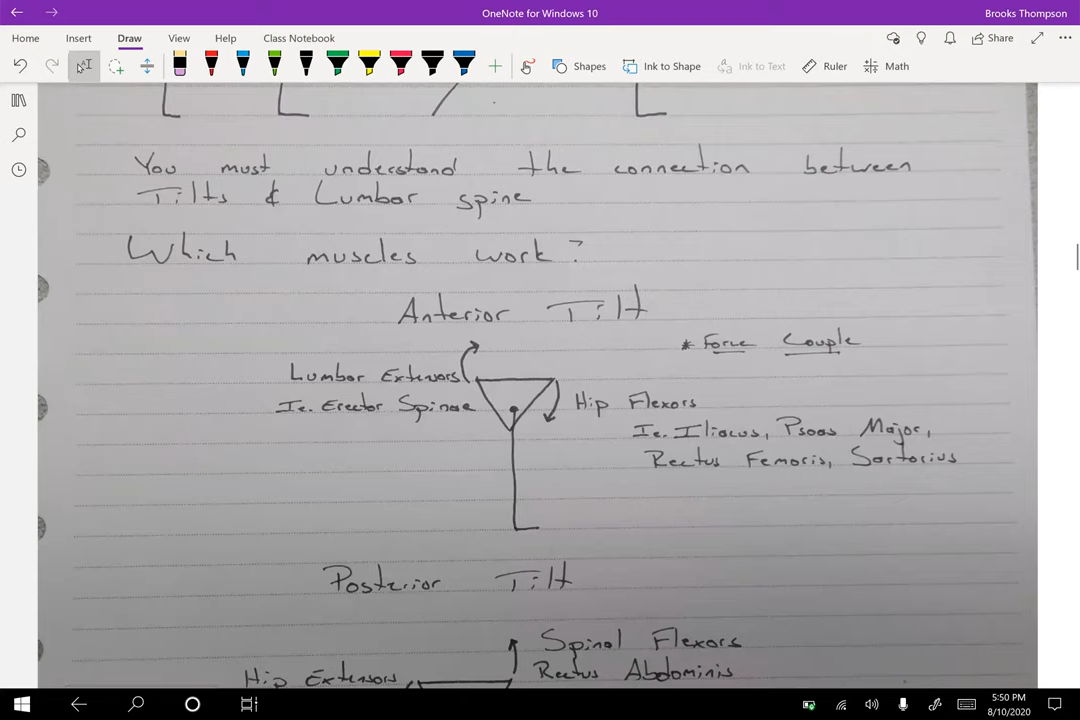 OneNote for Windows 10
Brooks Thompson
Home Insert Draw View Help Class Notebook
Share
Shapes
Ink to Shape
Ink to Text
Ruler
Math
You must understand the connection between
Tilts & Lumbar spine
Which muscles work?
Anterior Tilt
* Force Couple
Lumbar Extensors
Ie. Erector Spinae
Hip Flexors
Ie. Iliacus, Psoas Major,
Rectus Femoris, Sartorius
Posterior Tilt
Spinal Flexors
Rectus Abdominis
Hip Extensors
5:50 PM
8/10/2020